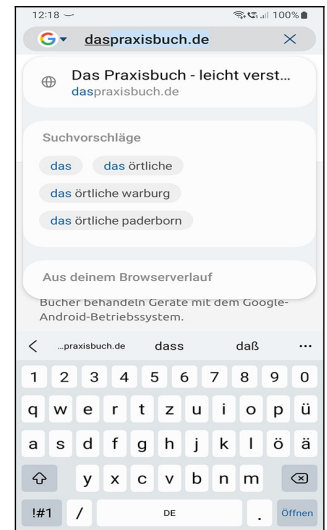 12:18
100%
daspraxisbuch.de
Das Praxisbuch - leicht verst...
daspraxisbuch.de
Suchvorschläge
das das örtliche
das örtliche warburg
das örtliche paderborn
Aus deinem Browserverlauf
Bücher behandeln Geräte mit dem Google-
Android-Betriebssystem.
...praxisbuch.de dass daß ...
1 2 3 4 5 6 7 8 9 0
q w e r t z u i o p ü
a s d f g h j k l ö ä
y x c v b n m
!#1 / DE . Öffnen